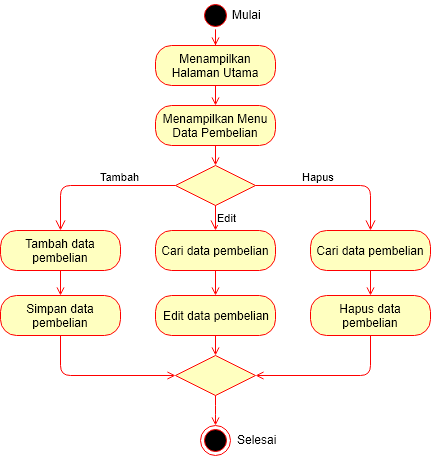 Mulai
Menampilkan
Halaman Utama
Menampilkan Menu
Data Pembelian
Tambah
Hapus
Edit
Tambah data
pembelian
Cari data pembelian
Cari data pembelian
Simpan data
pembelian
Edit data pembelian
Hapus data
pembelian
Selesai